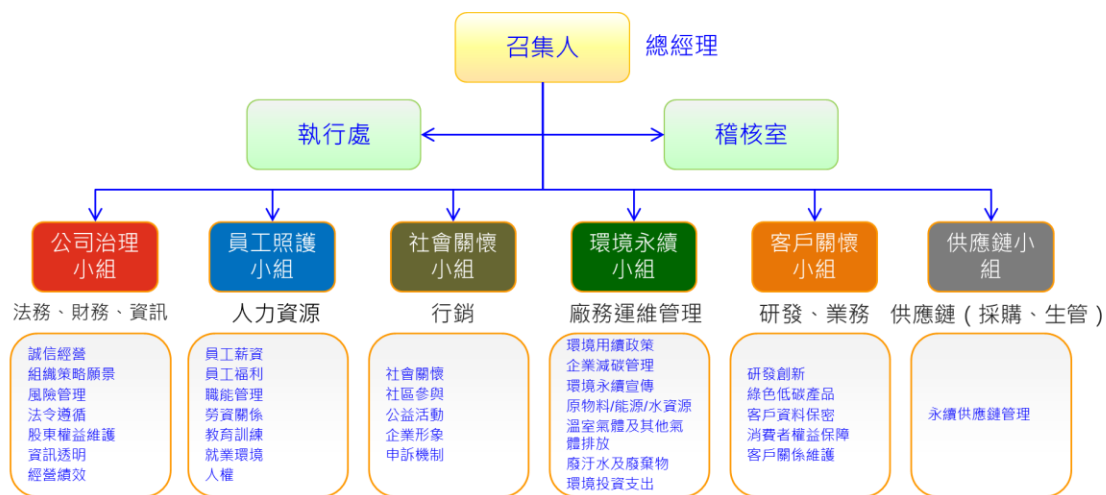 召集人
總經理
執行處
稽核室
公司治理
小組
員工照護
小組
社會關懷
小組
環境永續
小組
客戶關懷
小組
供應鏈小
組
法務、財務、資訊
人力資源
行銷
廠務運維管理
研發、業務
供應鏈（採購、生管）
誠信經營
組織策略願景
風險管理
法令遵循
股東權益維護
資訊透明
經營績效
員工薪資
員工福利
職能管理
勞資關係
教育訓練
就業環境
人權
社會關懷
社區參與
公益活動
企業形象
申訴機制
環境用續政策
企業減碳管理
環境永續宣傳
原物料/能源/水資源
溫室氣體及其他氣
體排放
廢汙水及廢棄物
環境投資支出
研發創新
綠色低碳產品
客戶資料保密
消費者權益保障
客戶關係維護
永續供應鏈管理